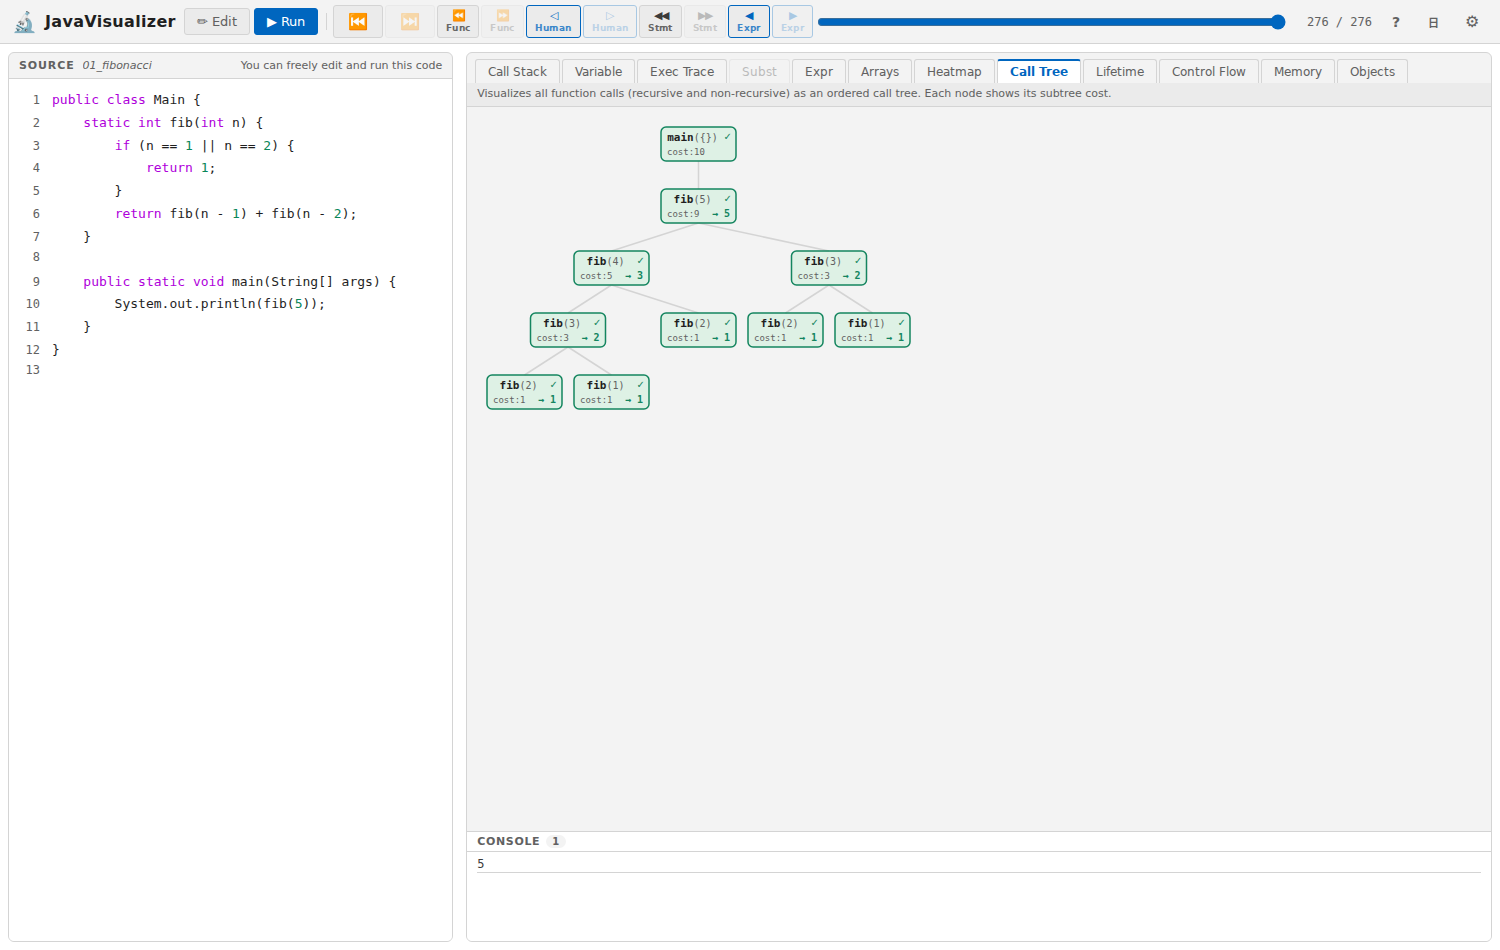 JavaVisualizer ✏ Edit ▶ Run Func Func Human Human Stmt Stmt Expr Expr 276 / 276 ? 日
SOURCE 01_fibonacci You can freely edit and run this code
1 public class Main {
2 static int fib(int n) {
3 if (n == 1 || n == 2) {
4 return 1;
5 }
6 return fib(n - 1) + fib(n - 2);
7 }
8
9 public static void main(String[] args) {
10 System.out.println(fib(5));
11 }
12 }
13
Call Stack Variable Exec Trace Subst Expr Arrays Heatmap Call Tree Lifetime Control Flow Memory Objects
Visualizes all function calls (recursive and non-recursive) as an ordered call tree. Each node shows its subtree cost.
main({}) ✓
cost:10
fib(5) ✓
cost:9 → 5
fib(4) ✓ fib(3) ✓
cost:5 → 3 cost:3 → 2
fib(3) ✓ fib(2) ✓ fib(2) ✓ fib(1) ✓
cost:3 → 2 cost:1 → 1 cost:1 → 1 cost:1 → 1
fib(2) ✓ fib(1) ✓
cost:1 → 1 cost:1 → 1
CONSOLE 1
5